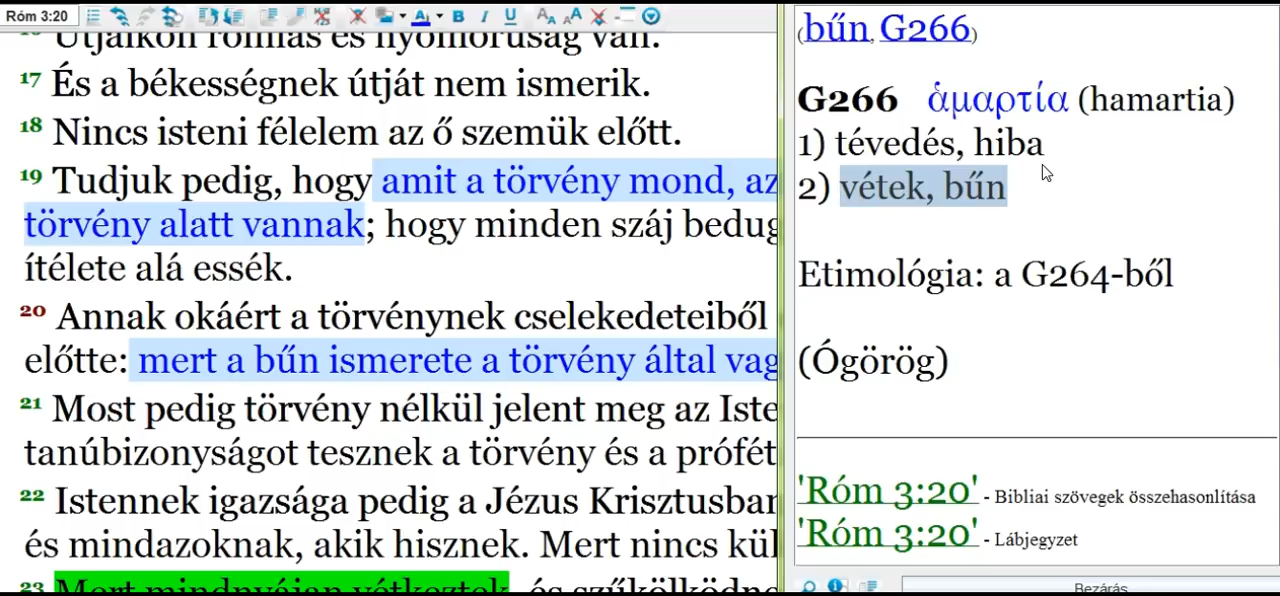 Róm 3:20
16 Útjaikon romlás és nyomorúság van.
17 És a békességnek útját nem ismerik.
18 Nincs isteni félelem az ő szemük előtt.
19 Tudjuk pedig, hogy amit a törvény mond, az
törvény alatt vannak; hogy minden száj bedug
ítélete alá essék.
20 Annak okáért a törvénynek cselekedeteiből
előtte: mert a bűn ismerete a törvény által vag
21 Most pedig törvény nélkül jelent meg az Iste
tanúbizonyságot tesznek a törvény és a prófét
22 Istennek igazsága pedig a Jézus Krisztusban
és mindazoknak, akik hisznek. Mert nincs kül
23 Mert mindnyájan vétkeztek, és szűkölködne
(bűn, G266)
G266 ἁμαρτία (hamartia)
1) tévedés, hiba
2) vétek, bűn
Etimológia: a G264-ből
(Ógörög)
'Róm 3:20' - Bibliai szövegek összehasonlítása
'Róm 3:20' - Lábjegyzet
Bezárás